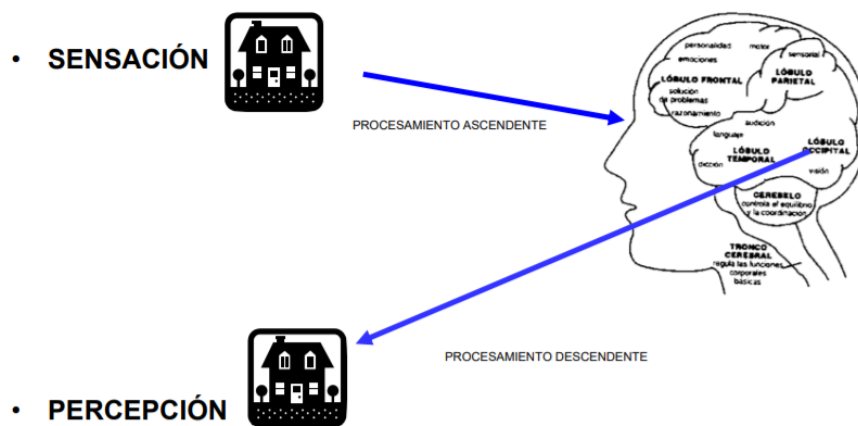 • SENSACIÓN
PROCESAMIENTO ASCENDENTE
personalidad
motor
sensorial
emociones
LÓBULO FRONTAL
LÓBULO
PARIETAL
solución
de problemas
razonamiento
audición
lenguaje
LÓBULO
TEMPORAL
LÓBULO
OCCIPITAL
dicción
visión
CEREBELO
controla el equilibrio
y la coordinación
TRONCO
CEREBRAL
regula las funciones
corporales
básicas
PROCESAMIENTO DESCENDENTE
• PERCEPCIÓN